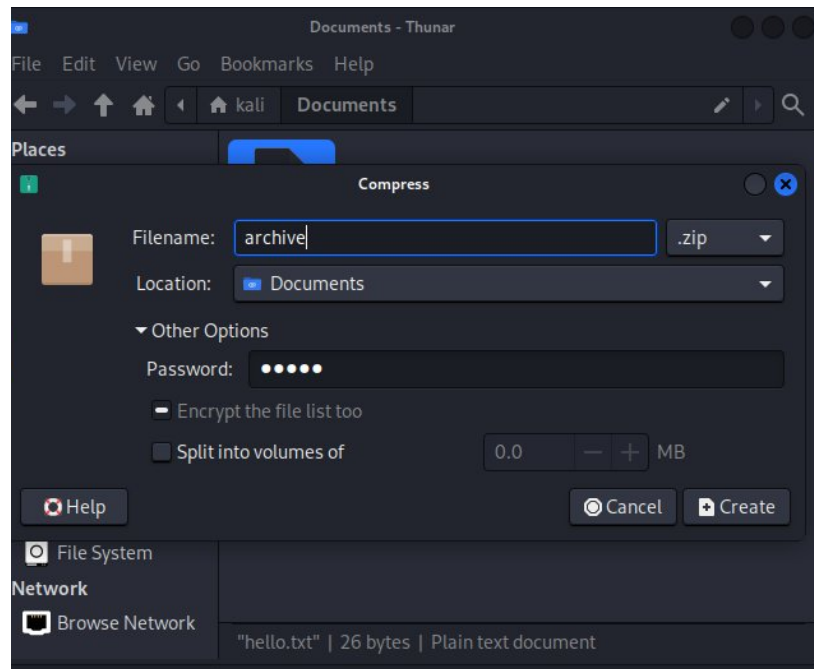 Documents - Thunar
File Edit View Go Bookmarks Help
kali Documents
Places
Compress
Filename: archive .zip
Location: Documents
Other Options
Password: •••••
Encrypt the file list too
Split into volumes of 0.0 MB
Help Cancel Create
File System
Network
Browse Network
"hello.txt" | 26 bytes | Plain text document